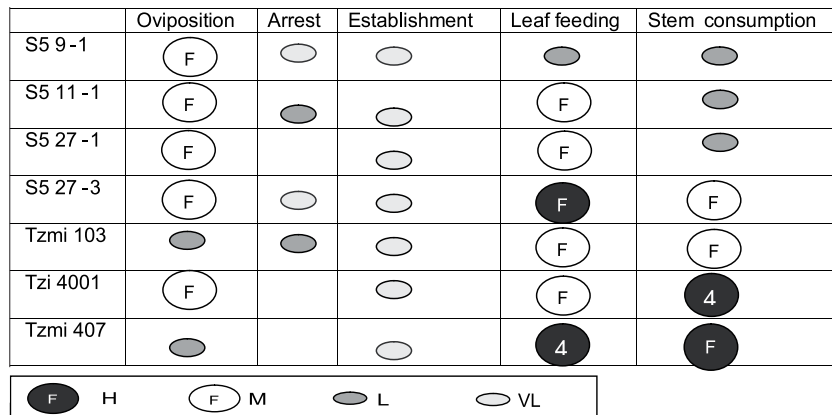 Oviposition Arrest Establishment Leaf feeding Stem consumption
S5 9-1 F
S5 11-1 F F
S5 27-1 F F
S5 27-3 F F F
Tzmi 103 F F
Tzi 4001 F F 4
Tzmi 407 4 F
F H F M L VL